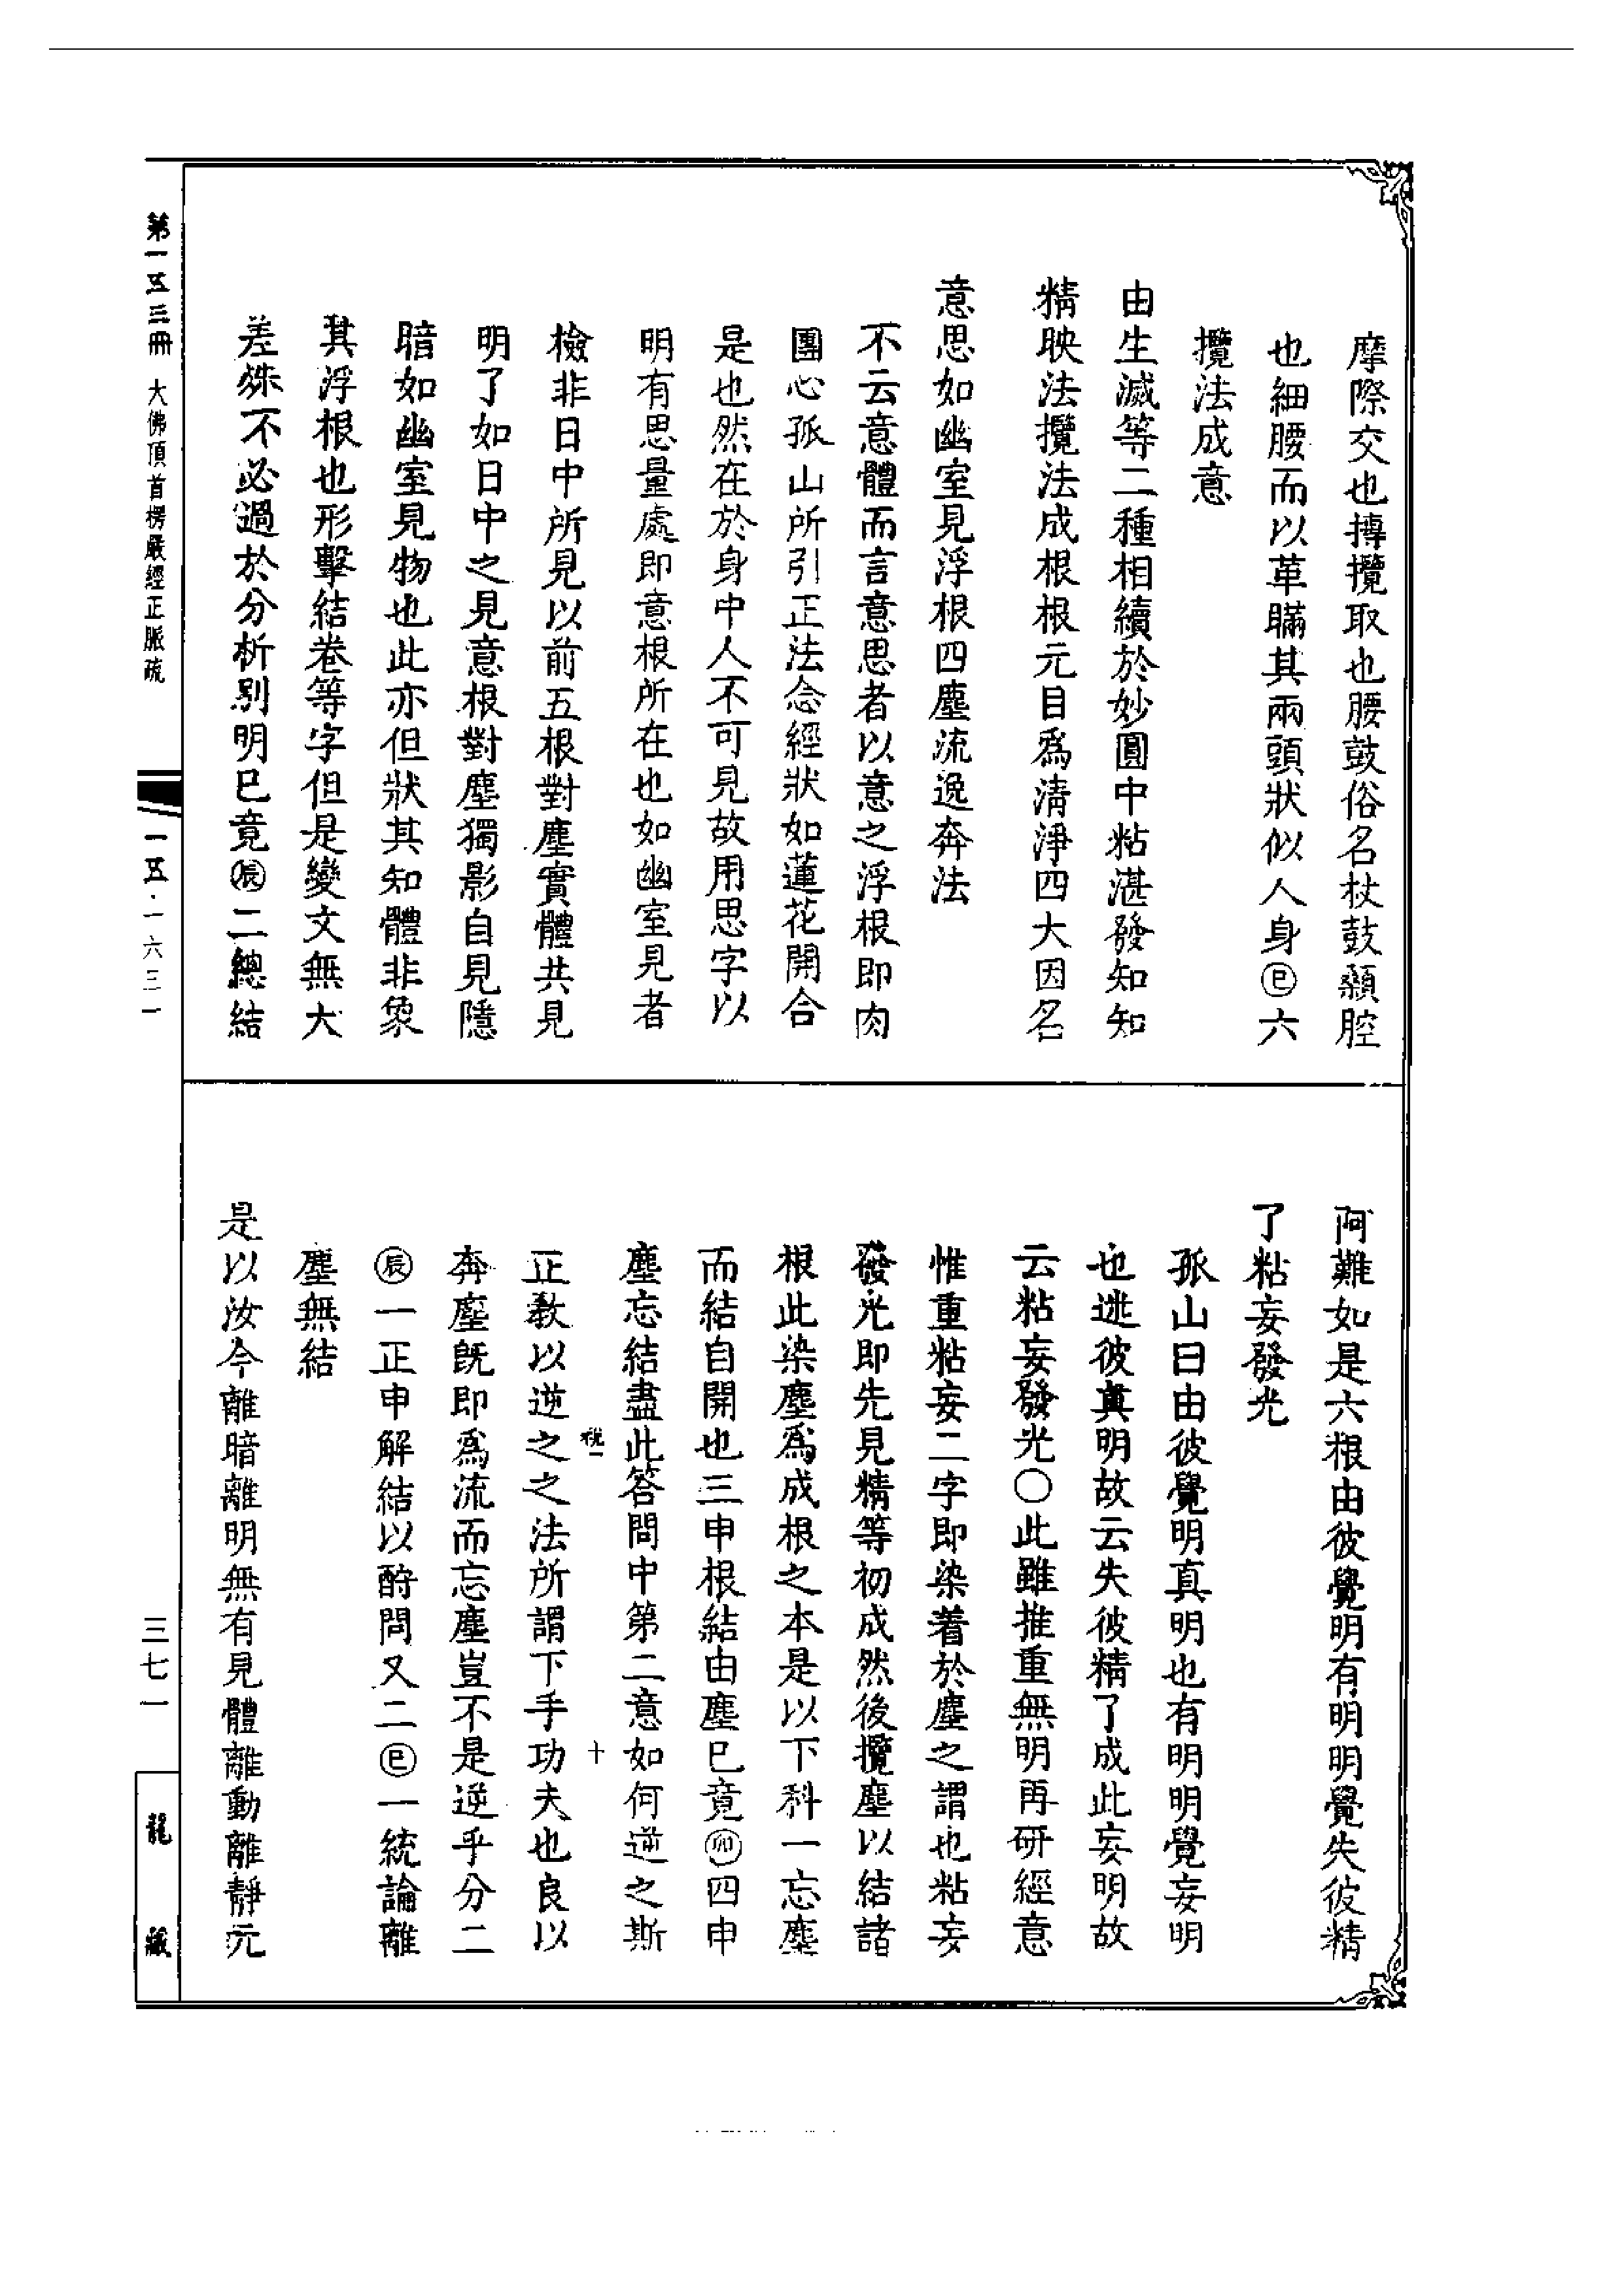 摩際交也摶攬取也腰鼓俗名杖鼓顙腔
也細腰而以革瞞其兩頭狀似人身㊁六
攬法成意
由生滅等二種相續於妙圓中粘湛發知知
精映法攬法成根根元目爲清淨四大因名
意思如幽室見浮根四塵流逸奔法
不云意體而言意思者以意之浮根即肉
團心孤山所引正法念經狀如蓮花開合
是也然在於身中人不可見故用思字以
明有思量處即意根所在也如幽室見者
檢非日中所見以前五根對塵實體共見
明了如日中之見意根對塵獨影自見隱
暗如幽室見物也此亦但狀其知體非象
其浮根也形擊結卷等字但是變文無大
差殊不必過於分析別明巳竟(辰)二總結
阿難如是六根由彼覺明有明明覺失彼精
了粘妄發光
孤山曰由彼覺明真明也有明明覺妄明
也逃彼真明故云失彼精了成此妄明故
云粘妄發光○此雖推重無明再研經意
惟重粘妄二字即染着於塵之謂也粘妄
發光即先見精等初成然後攬塵以結諸
根此染塵爲成根之本是以下科一忘塵
而結自開也三申根結由塵巳竟(卯)四申
塵忘結盡此答問中第二意如何逆之斯
正教以逆之之法所謂下手功夫也良以
奔塵既即爲流而忘塵豈不是逆乎分二
(辰)一正申解結以酧問又二(巳)一統論離
塵無結
是以汝今離暗離明無有見體離動離靜元
第一五三冊 大佛頂首楞嚴經正脈疏
一五·一六三一
三七一
龍藏